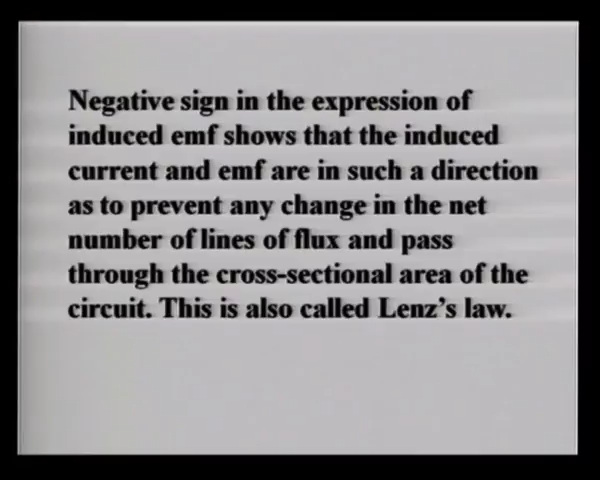 Negative sign in the expression of
induced emf shows that the induced
current and emf are in such a direction
as to prevent any change in the net
number of lines of flux and pass
through the cross-sectional area of the
circuit. This is also called Lenz’s law.